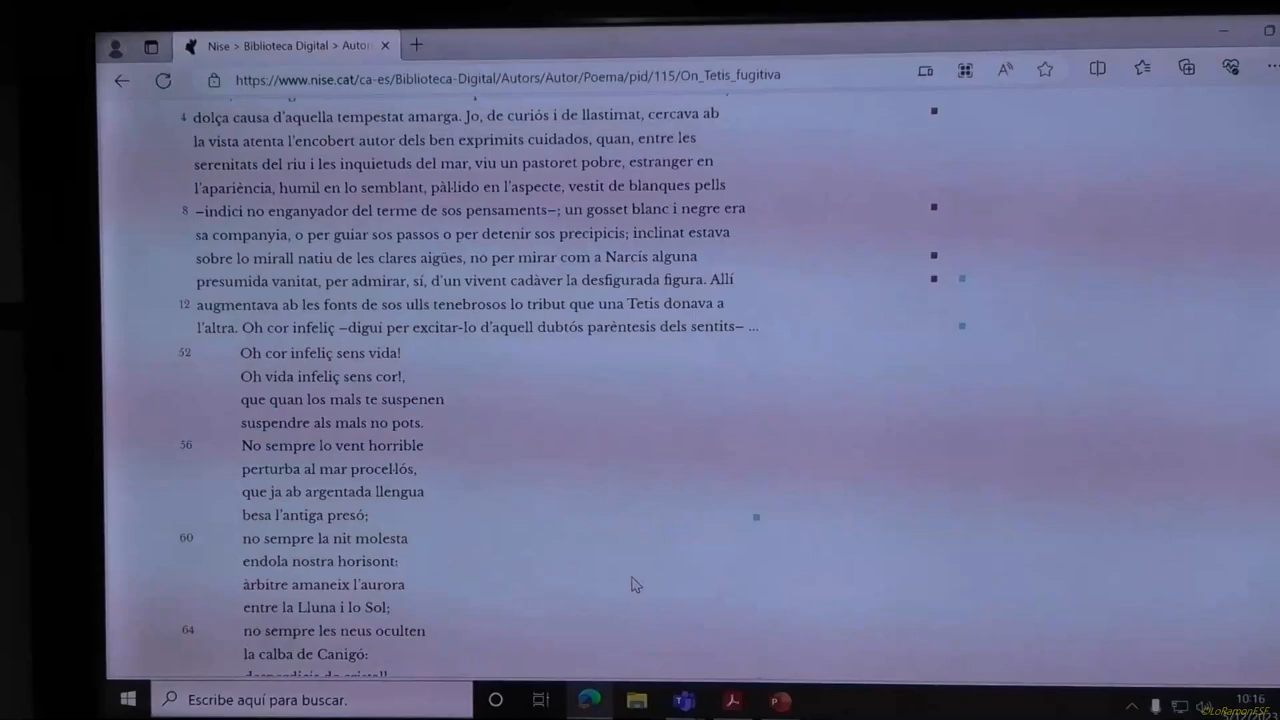 Nise > Biblioteca Digital > Autor
https://www.nise.cat/ca-es/Biblioteca-Digital/Autors/Autor/Poema/pid/115/On_Tetis_fugitiva
4 dolça causa d'aquella tempestat amarga. Jo, de curiós i de llastimat, cercava ab
la vista atenta l'encobert autor dels ben exprimits cuidados, quan, entre les
serenitats del riu i les inquietuds del mar, viu un pastoret pobre, estranger en
l'apariència, humil en lo semblant, pàl·lido en l'aspecte, vestit de blanques pells
8 –indici no enganyador del terme de sos pensaments–; un gosset blanc i negre era
sa companyia, o per guiar sos passos o per detenir sos precipicis; inclinat estava
sobre lo mirall natiu de les clares aigües, no per mirar com a Narcís alguna
presumida vanitat, per admirar, sí, d'un vivent cadàver la desfigurada figura. Allí
12 augmentava ab les fonts de sos ulls tenebrosos lo tribut que una Tetis donava a
l'altra. Oh cor infeliç –diguí per excitar-lo d'aquell dubtós parèntesis dels sentits– ...
52 Oh cor infeliç sens vida!
Oh vida infeliç sens cor!,
que quan los mals te suspenen
suspendre als mals no pots.
56 No sempre lo vent horrible
perturba al mar procel·lós,
que ja ab argentada llengua
besa l'antiga presó;
60 no sempre la nit molesta
endola nostra horisont:
àrbitre amaneix l'aurora
entre la Lluna i lo Sol;
64 no sempre les neus oculten
la calba de Canigó:
Escribe aquí para buscar.
10:16
©LoRamonESE